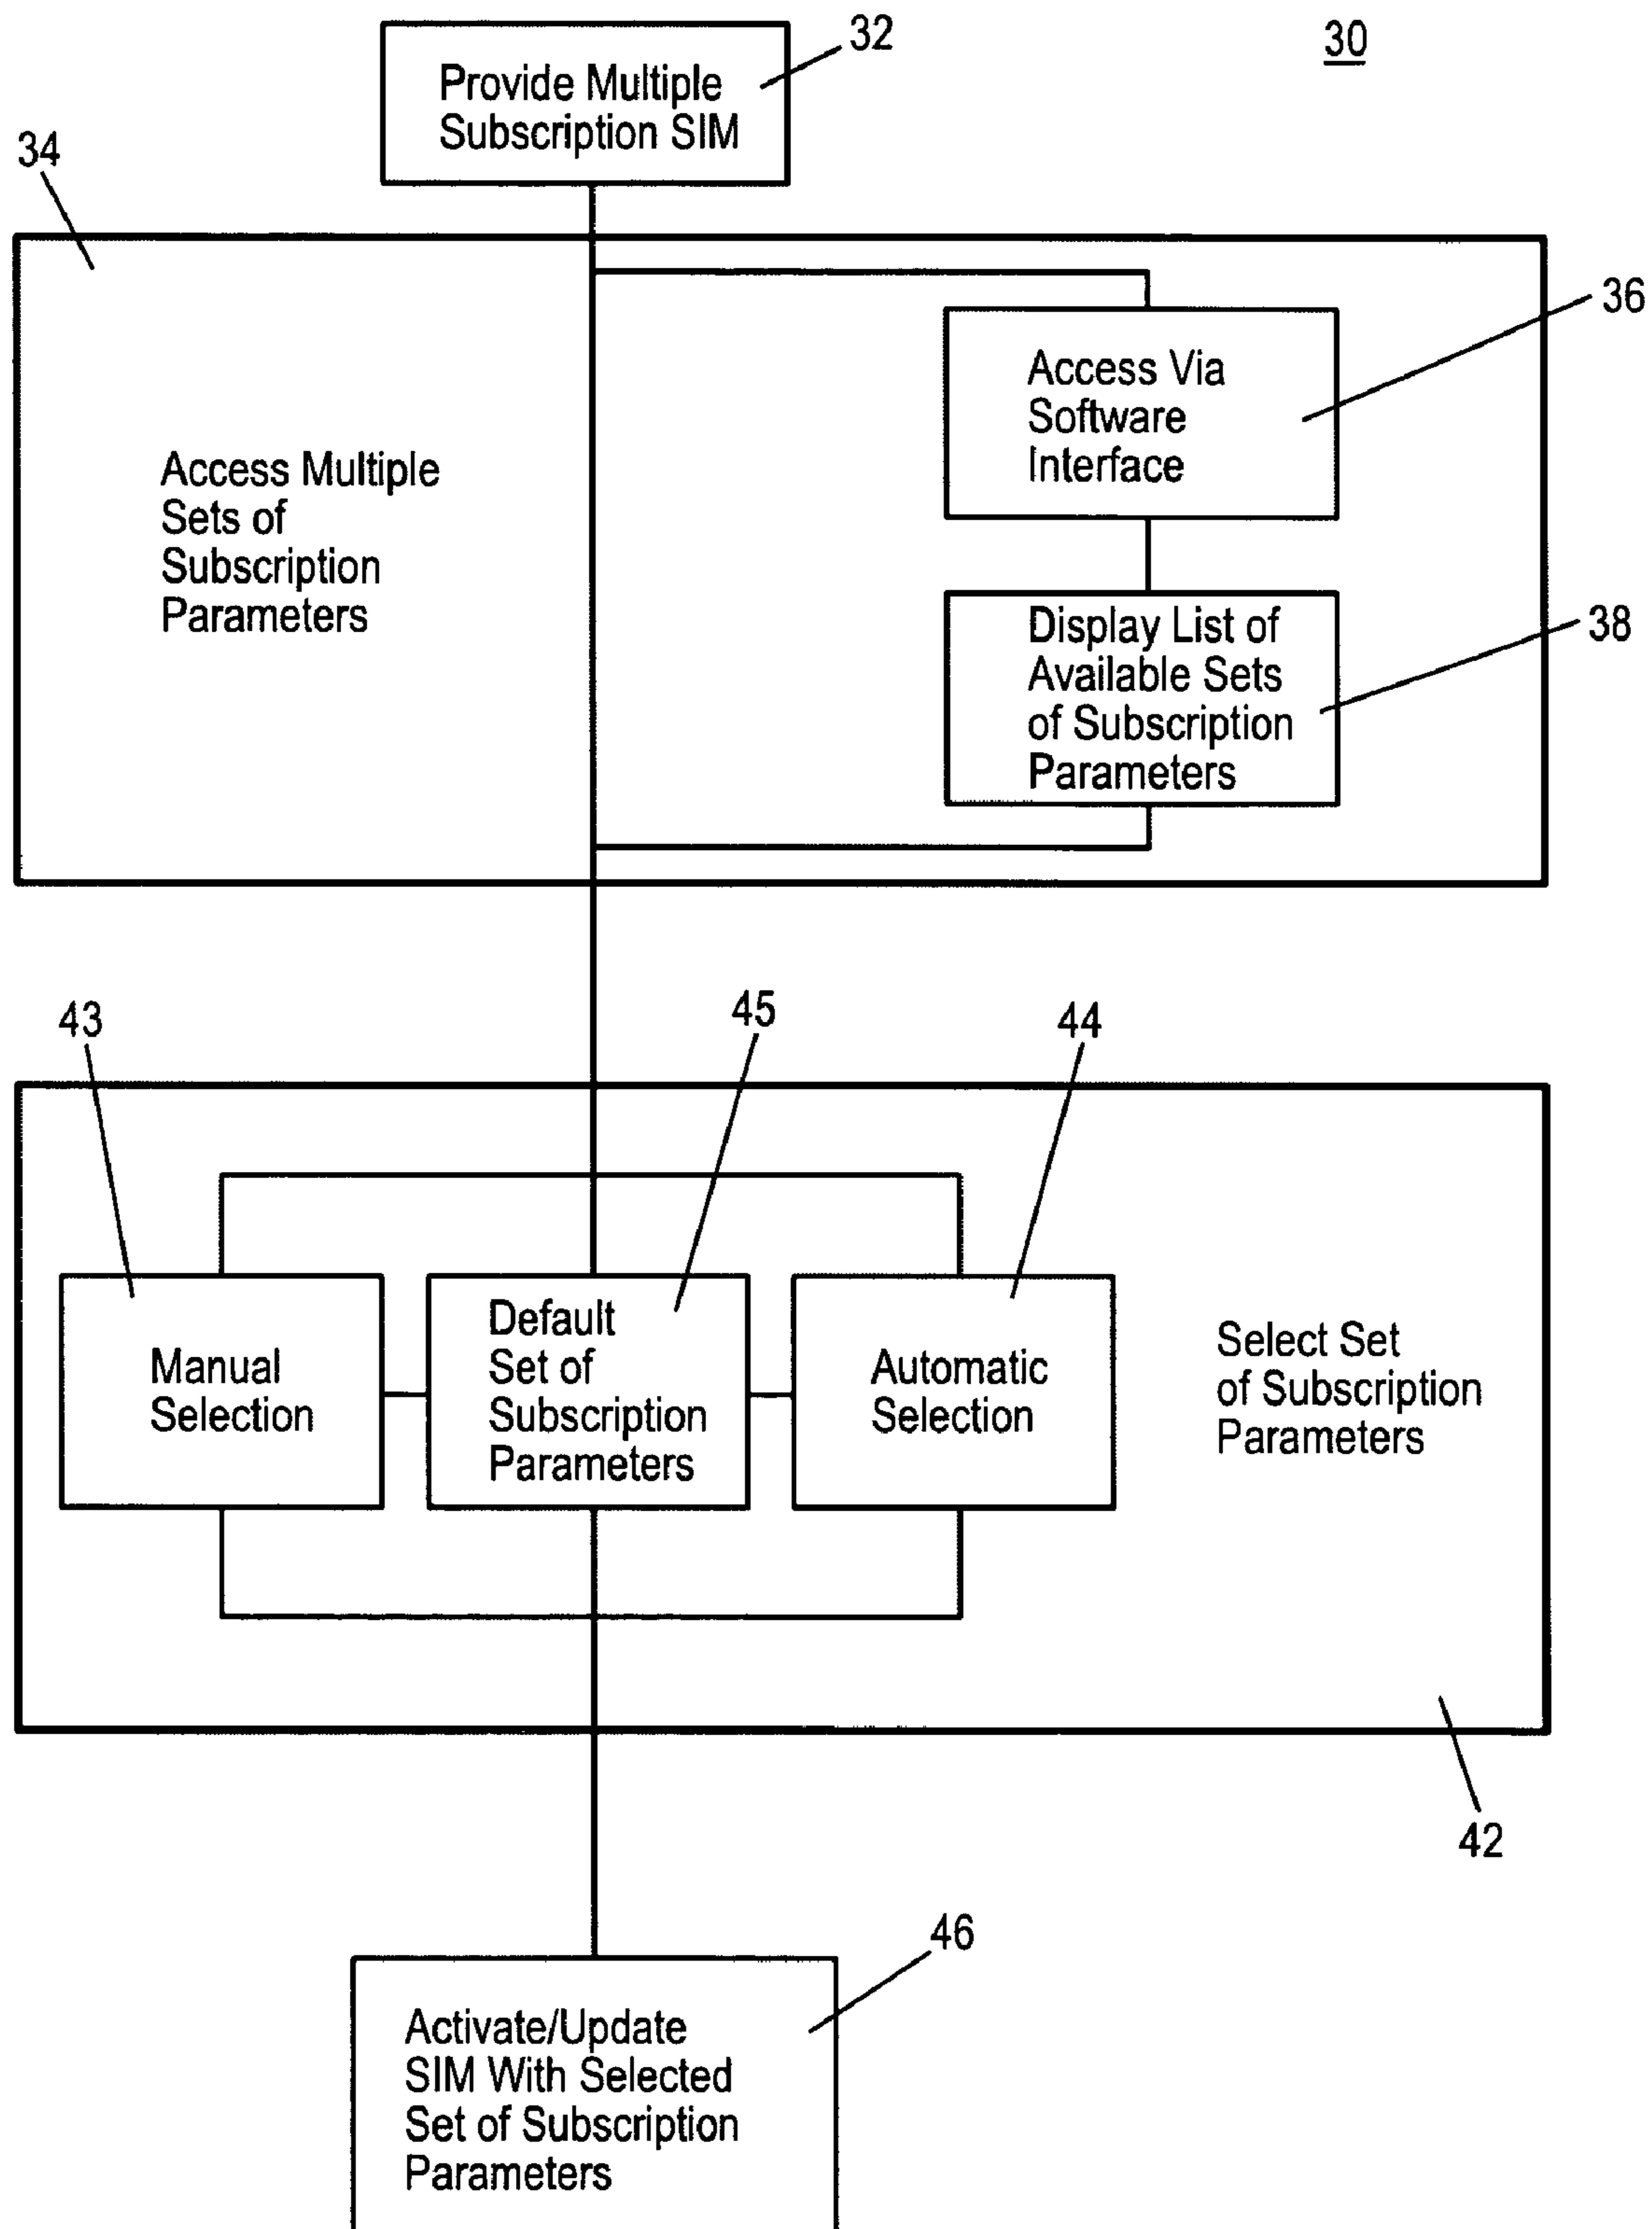 32
30
Provide Multiple
Subscription SIM
34
36
Access Via
Software
Interface
Access Multiple
Sets of
Subscription
Parameters
38
Display List of
Available Sets
of Subscription
Parameters
43
45
44
Manual
Selection
Default
Set of
Subscription
Parameters
Automatic
Selection
Select Set
of Subscription
Parameters
42
46
Activate/Update
SIM With Selected
Set of Subscription
Parameters